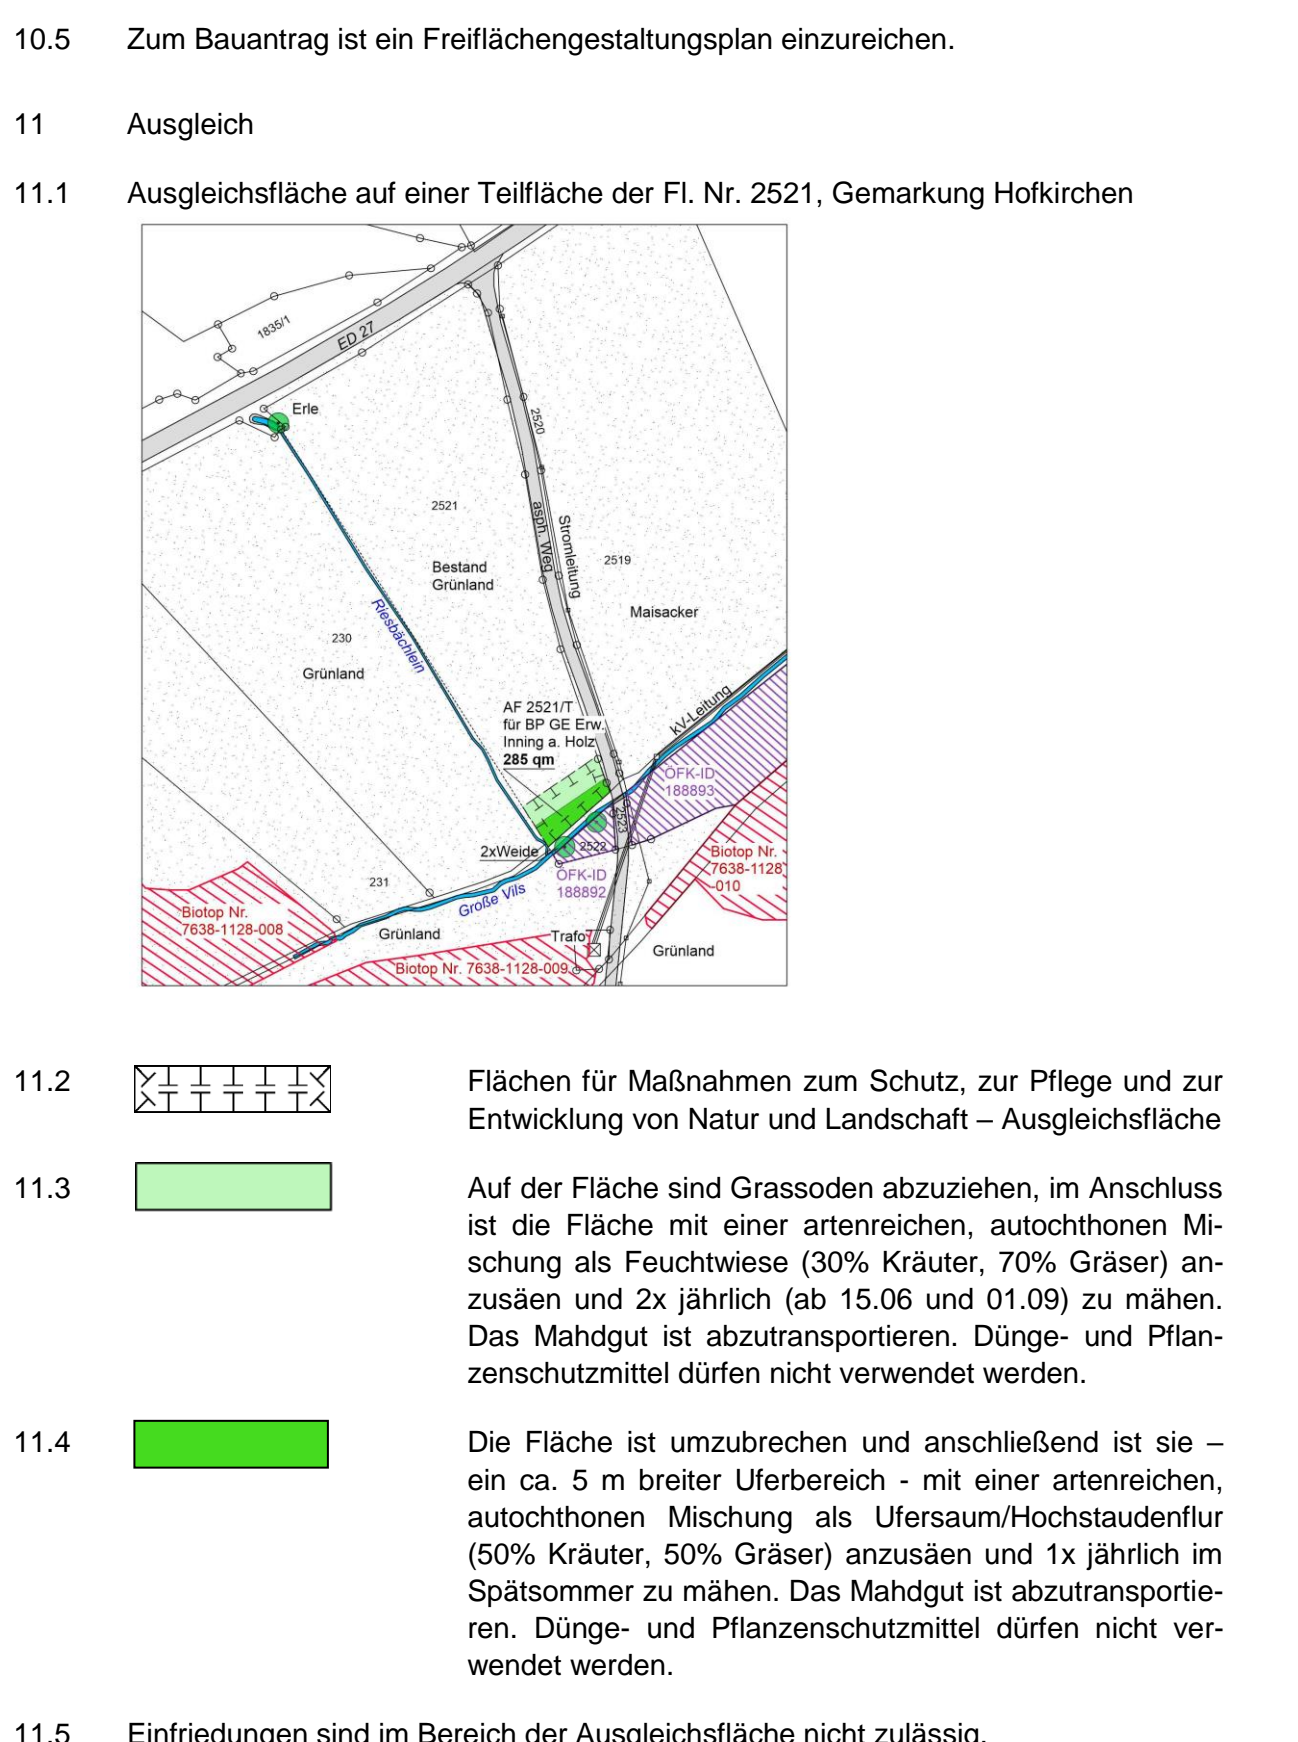 10.5 Zum Bauantrag ist ein Freiflächengestaltungsplan einzureichen.
11 Ausgleich
11.1 Ausgleichsfläche auf einer Teilfläche der Fl. Nr. 2521, Gemarkung Hofkirchen
1835/1
ED 27
Erle
2520
2521
asph. Weg
Stromleitung
2519
Bestand
Grünland
Maisacker
Riesbächlein
230
Grünland
kV-Leitung
AF 2521/T
für BP GE Erw.
Inning a. Holz
285 qm
ÖFK-ID
188893
2523
2xWeide
2522
Biotop Nr.
7638-1128
-010
231
ÖFK-ID
188892
Große Vils
Biotop Nr.
7638-1128-008
Grünland
Trafo
Grünland
Biotop Nr. 7638-1128-009
11.2 Flächen für Maßnahmen zum Schutz, zur Pflege und zur
Entwicklung von Natur und Landschaft – Ausgleichsfläche
11.3 Auf der Fläche sind Grassoden abzuziehen, im Anschluss
ist die Fläche mit einer artenreichen, autochthonen Mi-
schung als Feuchtwiese (30% Kräuter, 70% Gräser) an-
zusäen und 2x jährlich (ab 15.06 und 01.09) zu mähen.
Das Mahdgut ist abzutransportieren. Dünge- und Pflan-
zenschutzmittel dürfen nicht verwendet werden.
11.4 Die Fläche ist umzubrechen und anschließend ist sie –
ein ca. 5 m breiter Uferbereich - mit einer artenreichen,
autochthonen Mischung als Ufersaum/Hochstaudenflur
(50% Kräuter, 50% Gräser) anzusäen und 1x jährlich im
Spätsommer zu mähen. Das Mahdgut ist abzutransportie-
ren. Dünge- und Pflanzenschutzmittel dürfen nicht ver-
wendet werden.
11.5 Einfriedungen sind im Bereich der Ausgleichsfläche nicht zulässig.